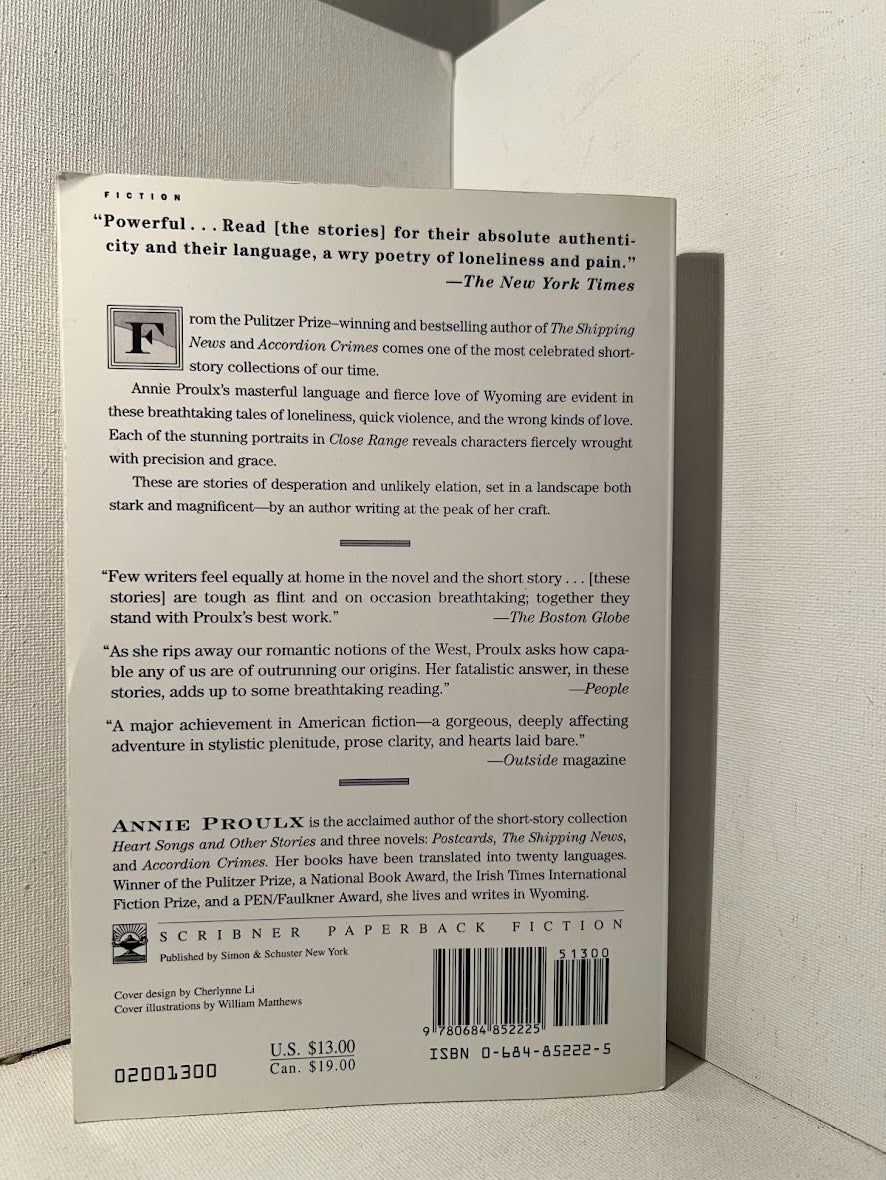 FICTION
“Powerful . . . Read [the stories] for their absolute authenti-
city and their language, a wry poetry of loneliness and pain.”
—The New York Times
From the Pulitzer Prize–winning and bestselling author of The Shipping
News and Accordion Crimes comes one of the most celebrated short-
story collections of our time.
Annie Proulx’s masterful language and fierce love of Wyoming are evident in
these breathtaking tales of loneliness, quick violence, and the wrong kinds of love.
Each of the stunning portraits in Close Range reveals characters fiercely wrought
with precision and grace.
These are stories of desperation and unlikely elation, set in a landscape both
stark and magnificent—by an author writing at the peak of her craft.
“Few writers feel equally at home in the novel and the short story . . . [these
stories] are tough as flint and on occasion breathtaking; together they
stand with Proulx’s best work.” —The Boston Globe
“As she rips away our romantic notions of the West, Proulx asks how capa-
ble any of us are of outrunning our origins. Her fatalistic answer, in these
stories, adds up to some breathtaking reading.” —People
“A major achievement in American fiction—a gorgeous, deeply affecting
adventure in stylistic plenitude, prose clarity, and hearts laid bare.”
—Outside magazine
ANNIE PROULX is the acclaimed author of the short-story collection
Heart Songs and Other Stories and three novels: Postcards, The Shipping News,
and Accordion Crimes. Her books have been translated into twenty languages.
Winner of the Pulitzer Prize, a National Book Award, the Irish Times International
Fiction Prize, and a PEN/Faulkner Award, she lives and writes in Wyoming.
SCRIBNER PAPERBACK FICTION
Published by Simon & Schuster New York
Cover design by Cherlynne Li
Cover illustrations by William Matthews
02001300
U.S. $13.00
Can. $19.00
51300
9 780684 852225
ISBN 0-684-85222-5